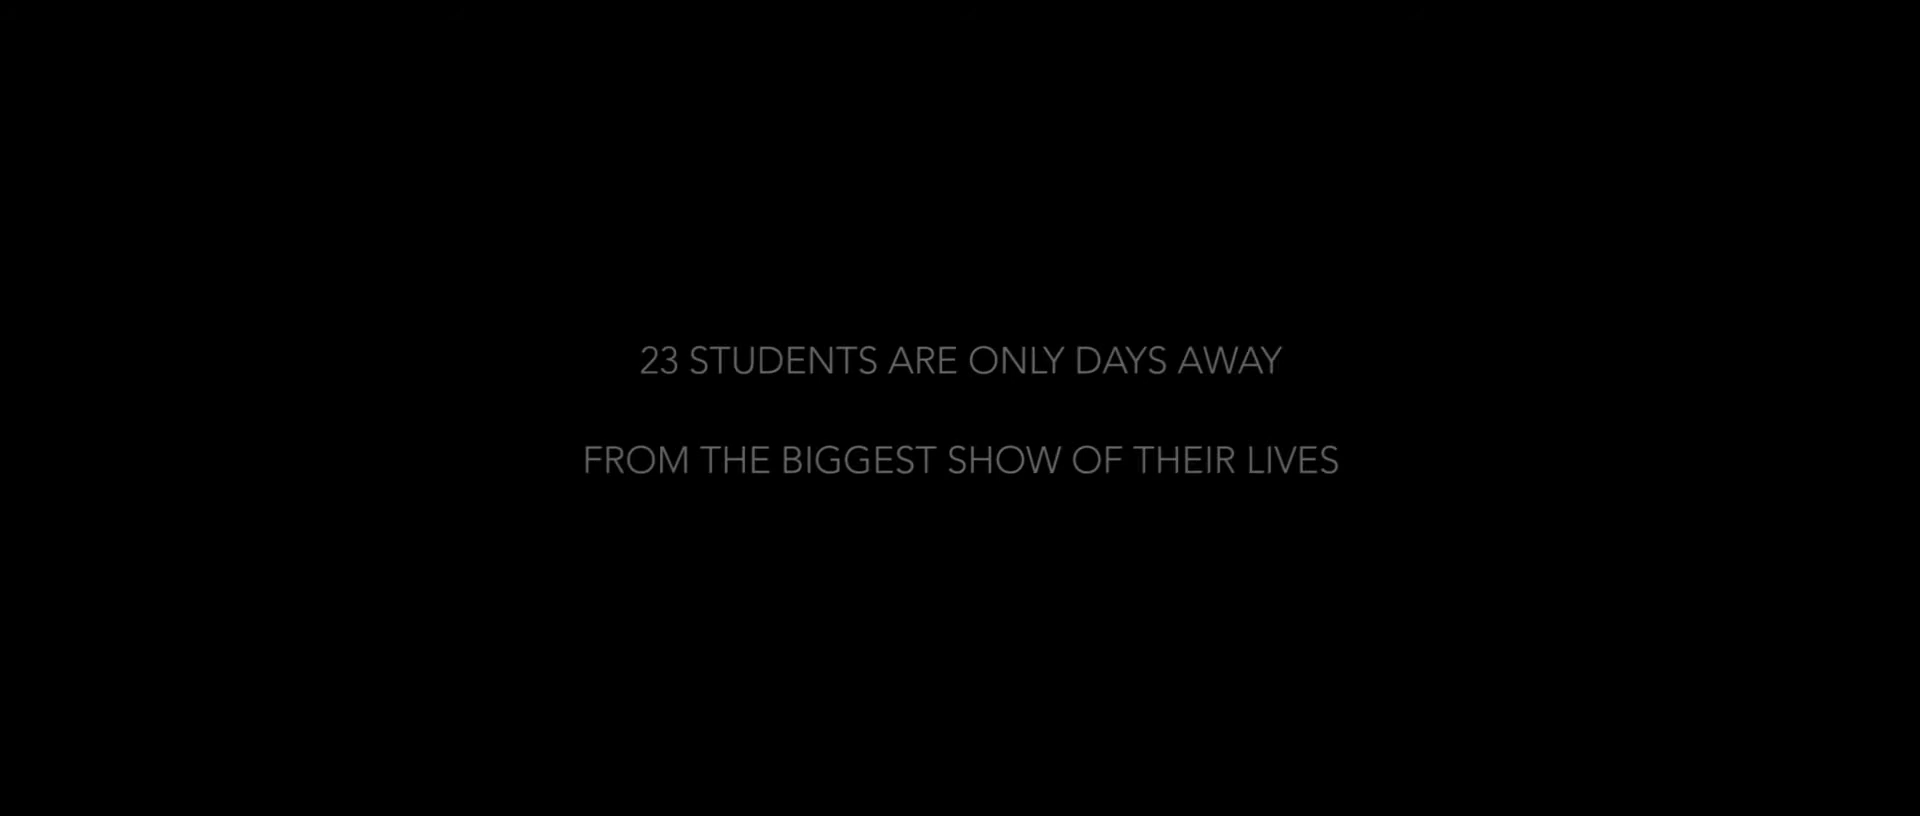 23 STUDENTS ARE ONLY DAYS AWAY
FROM THE BIGGEST SHOW OF THEIR LIVES